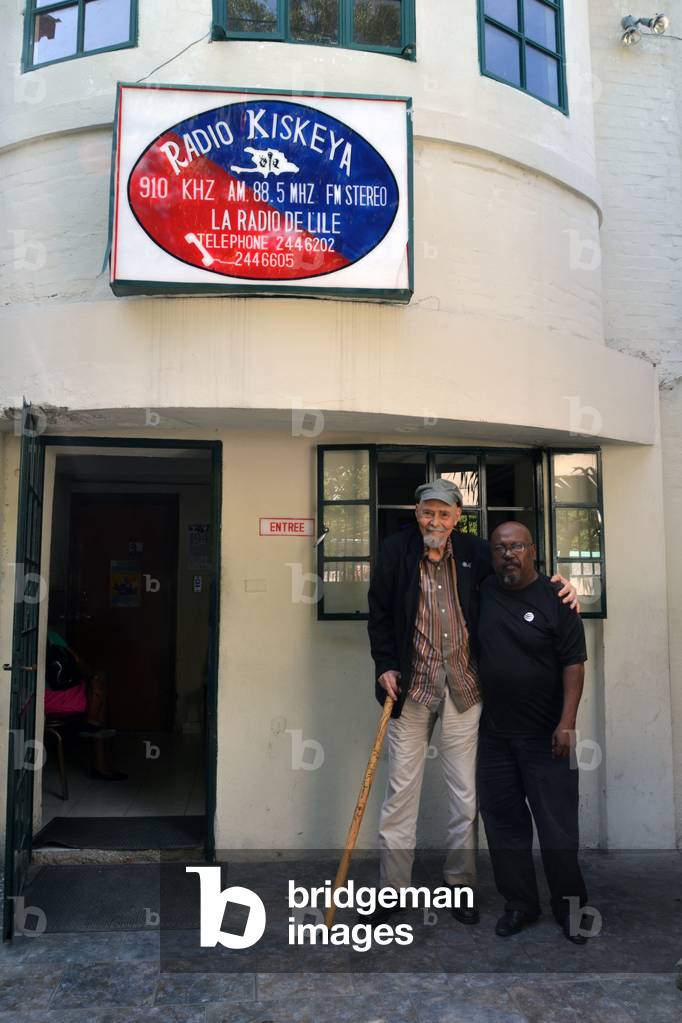 RADIO KISKEYA
910 KHZ AM. 88.5 MHZ FM STEREO
LA RADIO DE LILE
TELEPHONE 2446202
2446605
ENTREE
b bridgeman
images